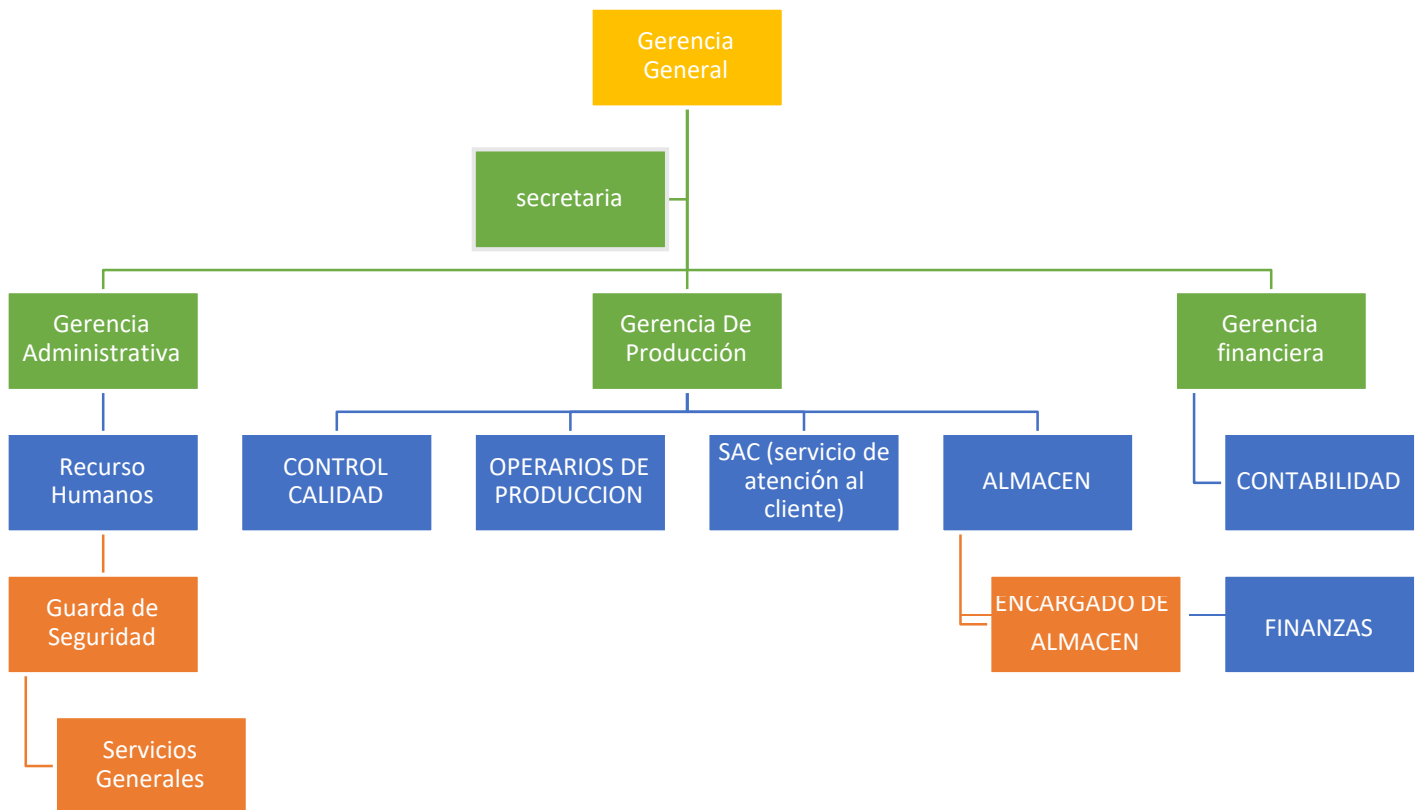 Gerencia
General
secretaria
Gerencia
Administrativa
Gerencia De
Producción
Gerencia
financiera
Recurso
Humanos
CONTROL
CALIDAD
OPERARIOS DE
PRODUCCION
SAC (servicio de
atención al
cliente)
ALMACEN
CONTABILIDAD
Guarda de
Seguridad
ENCARGADO DE
ALMACEN
FINANZAS
Servicios
Generales